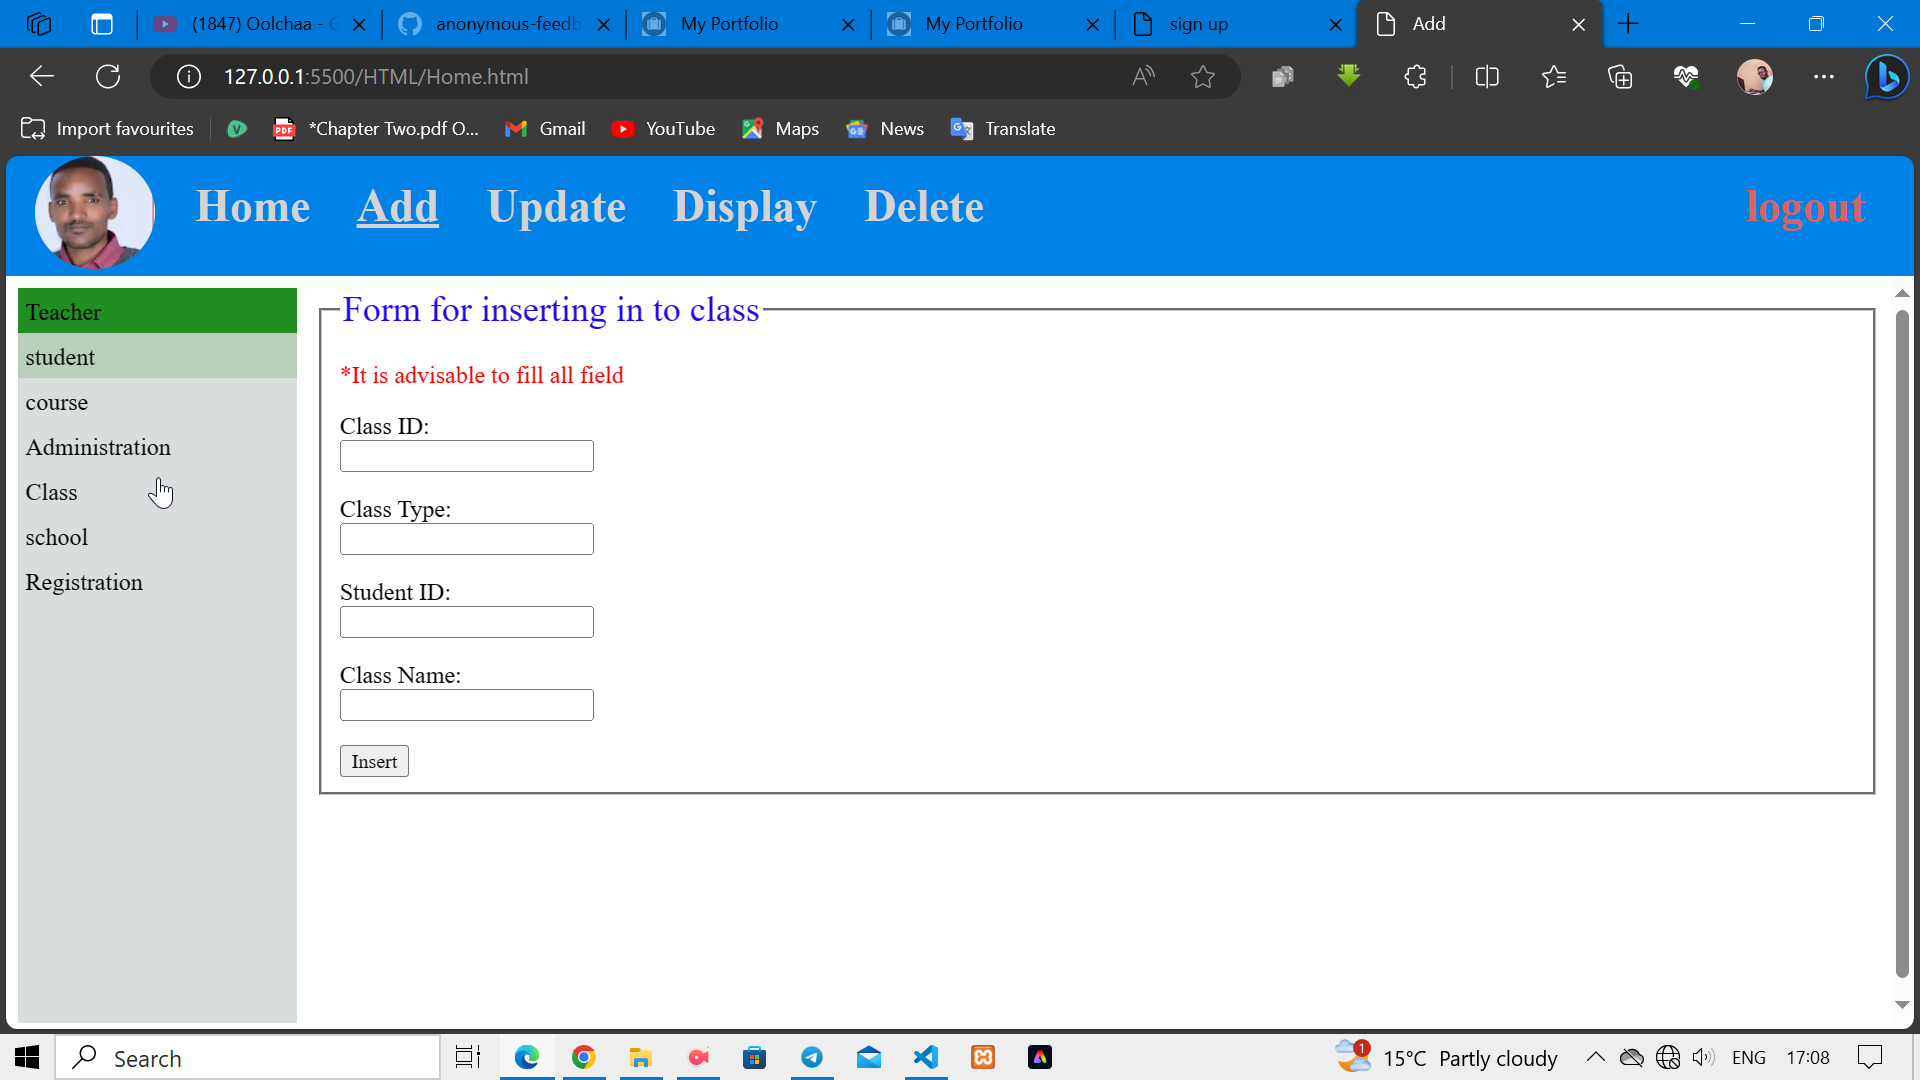 (1847) Oolchaa - G
anonymous-feedb
My Portfolio
My Portfolio
sign up
Add
127.0.0.1:5500/HTML/Home.html
Import favourites
PDF
*Chapter Two.pdf O...
Gmail
YouTube
Maps
News
Translate
Home
Add
Update
Display
Delete
logout
Teacher
student
course
Administration
Class
school
Registration
Form for inserting in to class
*It is advisable to fill all field
Class ID:
Class Type:
Student ID:
Class Name:
Insert
Search
1
15°C Partly cloudy
ENG
17:08